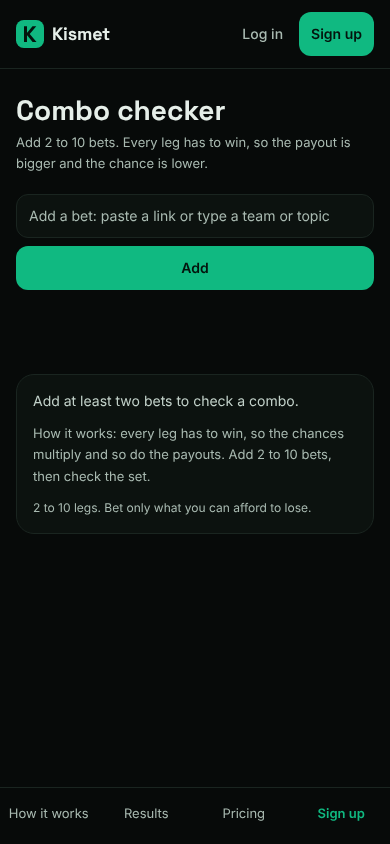 K Kismet
Log in
Sign up
Combo checker
Add 2 to 10 bets. Every leg has to win, so the payout is
bigger and the chance is lower.
Add a bet: paste a link or type a team or topic
Add
Add at least two bets to check a combo.
How it works: every leg has to win, so the chances
multiply and so do the payouts. Add 2 to 10 bets,
then check the set.
2 to 10 legs. Bet only what you can afford to lose.
How it works
Results
Pricing
Sign up